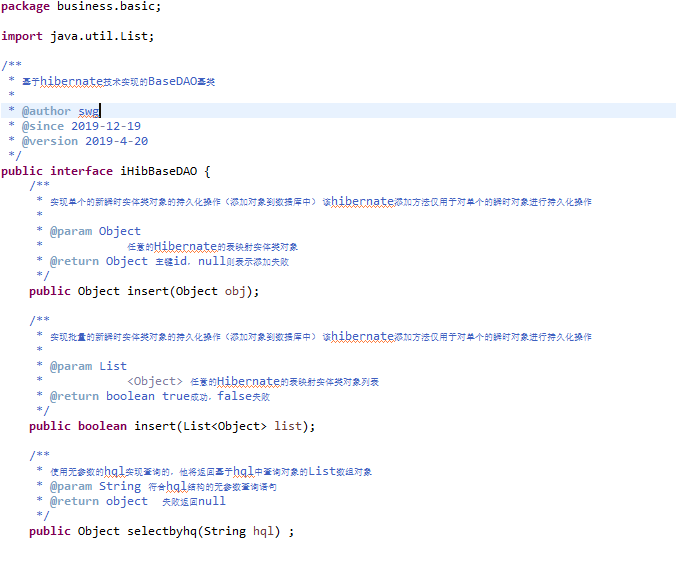 package business.basic;
import java.util.List;
/**
 * 基于hibernate技术实现的BaseDAO基类
 *
 * @author swg
 * @since 2019-12-19
 * @version 2019-4-20
 */
public interface iHibBaseDAO {
    /**
     * 实现单个的新瞬时实体类对象的持久化操作（添加对象到数据库中）该hibernate添加方法仅用于对单个的瞬时对象进行持久化操作
     *
     * @param Object
     *            任意的Hibernate的表映射实体类对象
     * @return Object 主键id，null则表示添加失败
     */
    public Object insert(Object obj);
    /**
     * 实现批量的新瞬时实体类对象的持久化操作（添加对象到数据库中）该hibernate添加方法仅用于对单个的瞬时对象进行持久化操作
     *
     * @param List
     *            <Object> 任意的Hibernate的表映射实体类对象列表
     * @return boolean true成功，false失败
     */
    public boolean insert(List<Object> list);
    /**
     * 使用无参数的hql实现查询的，他将返回基于hql中查询对象的List数组对象
     * @param String 符合hql结构的无参数查询语句
     * @return object  失败返回null
     */
    public Object selectbyhq(String hql) ;